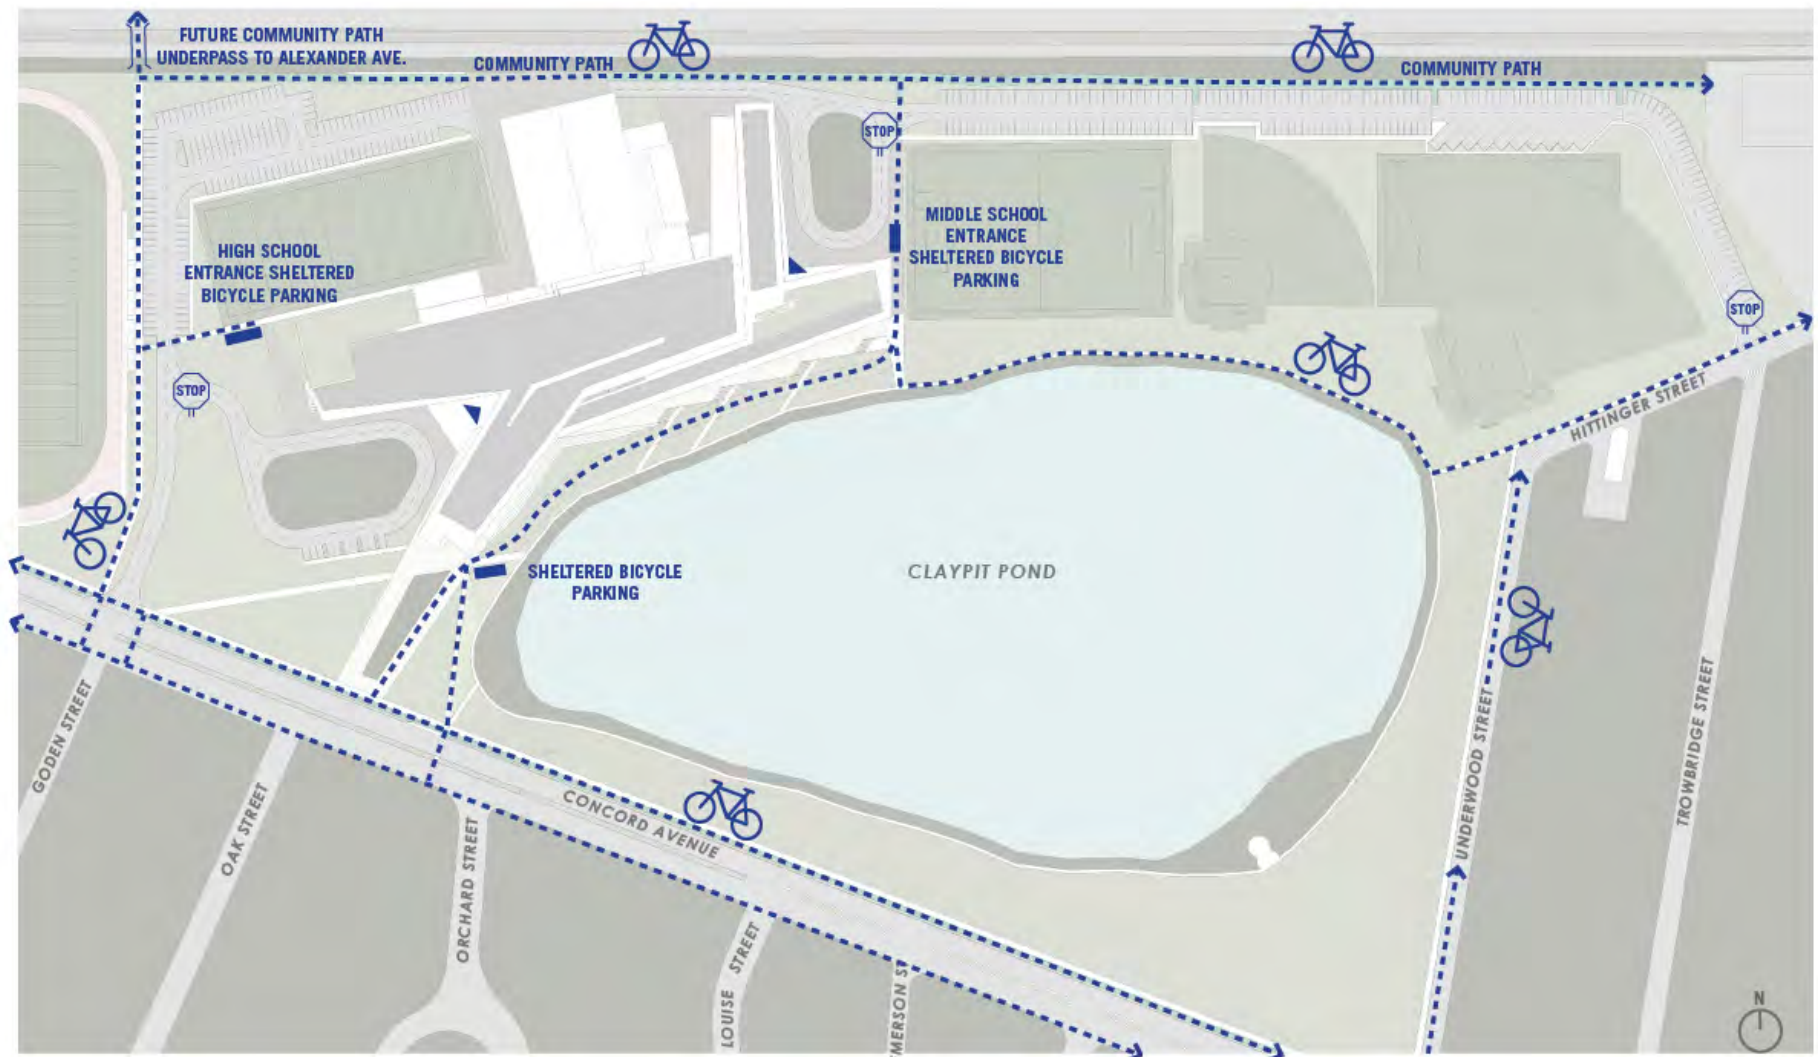 FUTURE COMMUNITY PATH
UNDERPASS TO ALEXANDER AVE.
COMMUNITY PATH
COMMUNITY PATH
STOP
MIDDLE SCHOOL
ENTRANCE
SHELTERED BICYCLE
PARKING
HIGH SCHOOL
ENTRANCE SHELTERED
BICYCLE PARKING
STOP
STOP
HITTINGER STREET
CLAYPIT POND
SHELTERED BICYCLE
PARKING
GODEN STREET
OAK STREET
ORCHARD STREET
CONCORD AVENUE
LOUISE STREET
MERSON ST
UNDERWOOD STREET
TROWBRIDGE STREET
N